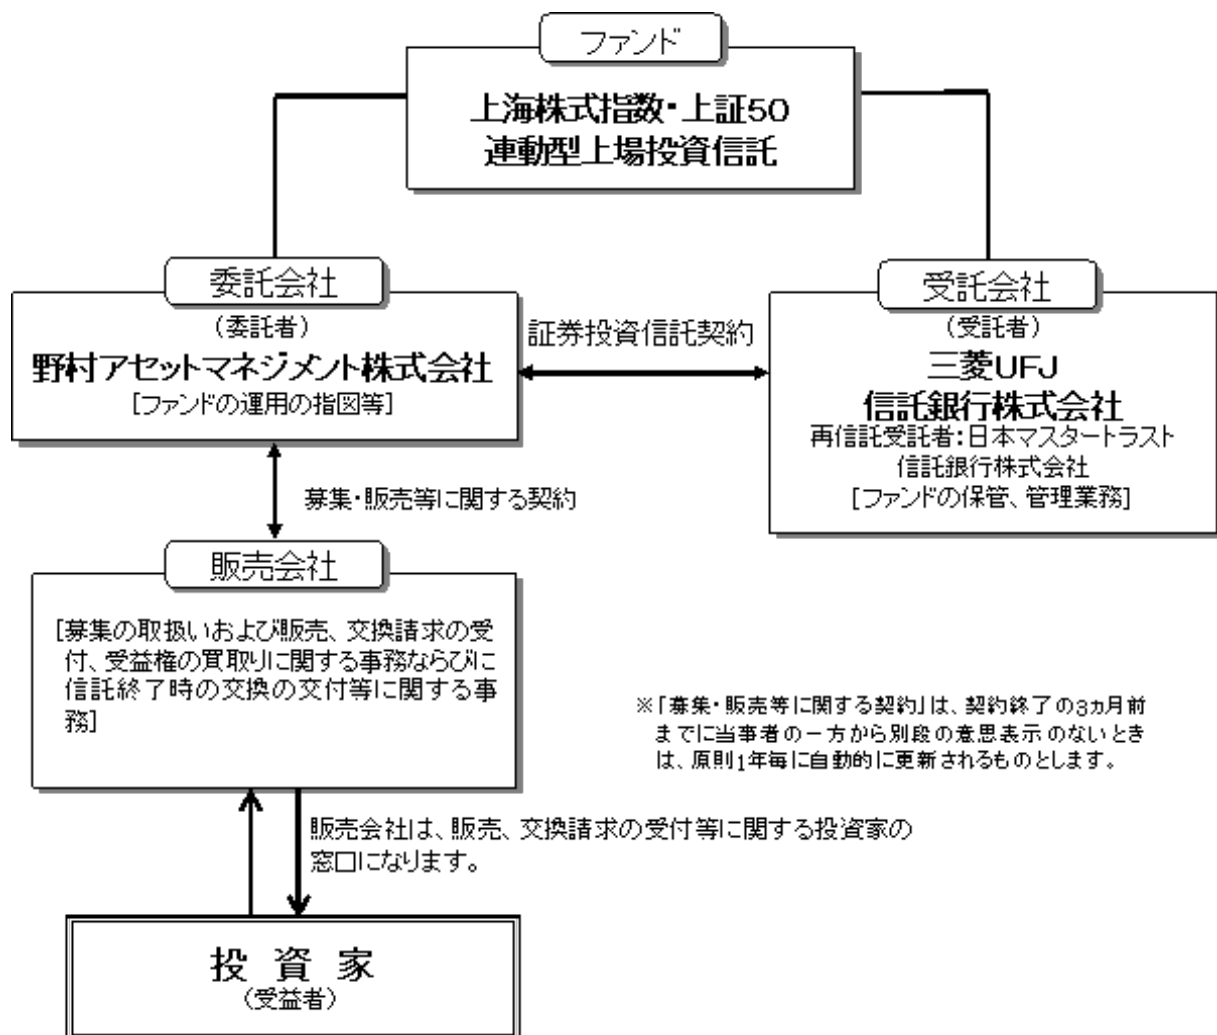 ファンド
上海株式指数・上証50
連動型上場投資信託
委託会社
（委託者）
野村アセットマネジメント株式会社
[ファンドの運用の指図等]
証券投資信託契約
受託会社
（受託者）
三菱UFJ
信託銀行株式会社
再信託受託者：日本マスタートラスト
信託銀行株式会社
[ファンドの保管、管理業務]
募集・販売等に関する契約
販売会社
[募集の取扱いおよび販売、交換請求の受
付、受益権の買取りに関する事務ならびに
信託終了時の交換の交付等に関する事
務]
※「募集・販売等に関する契約」は、契約終了の3ヵ月前
までに当事者の一方から別段の意思表示のないとき
は、原則1年毎に自動的に更新されるものとします。
販売会社は、販売、交換請求の受付等に関する投資家の
窓口になります。
投 資 家
（受益者）